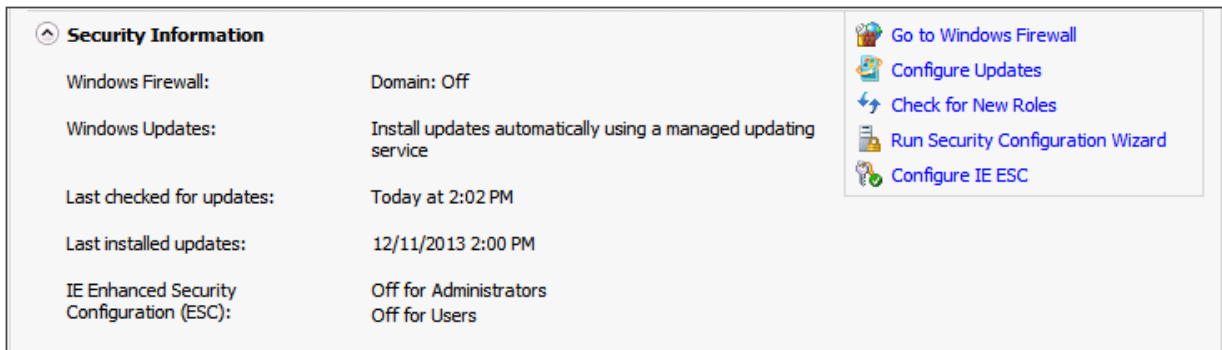 Security Information
Windows Firewall: Domain: Off
Windows Updates: Install updates automatically using a managed updating
service
Last checked for updates: Today at 2:02 PM
Last installed updates: 12/11/2013 2:00 PM
IE Enhanced Security Off for Administrators
Configuration (ESC): Off for Users
Go to Windows Firewall
Configure Updates
Check for New Roles
Run Security Configuration Wizard
Configure IE ESC